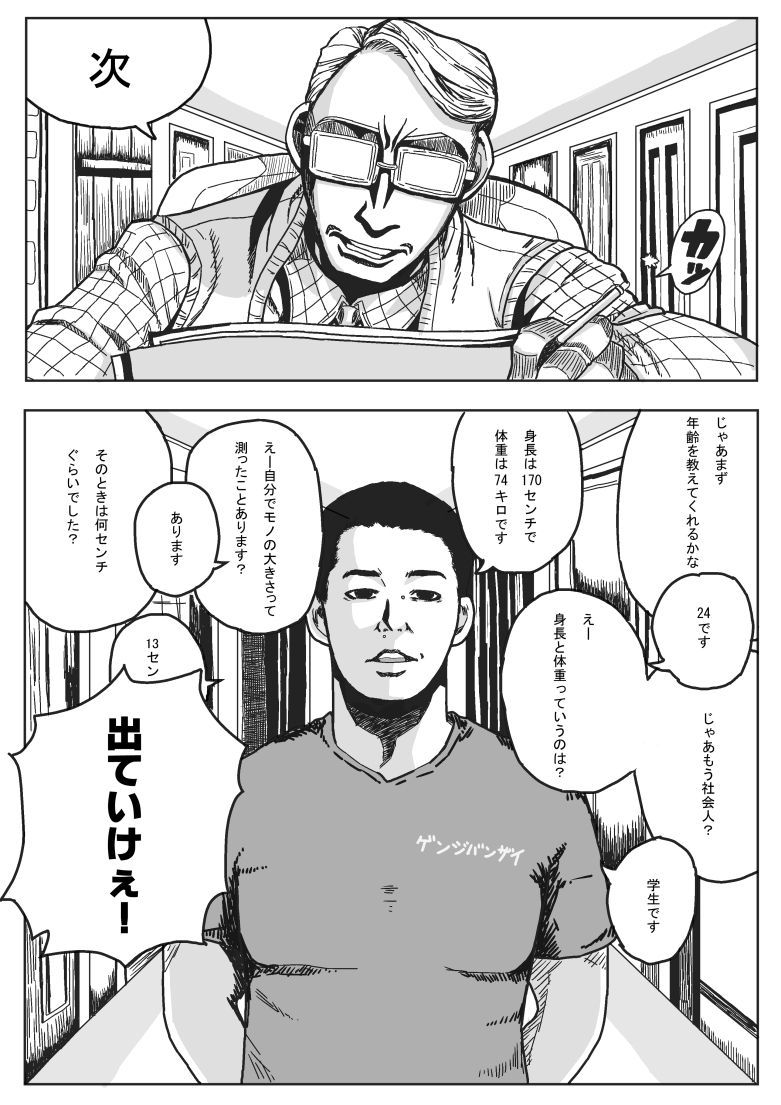 次
カッ
じゃあまず
年齢を教えてくれるかな
24です
じゃあもう社会人?
学生です
えー
身長と体重っていうのは?
身長は170センチで
体重は74キロです
えー自分でモノの大きさって
測ったことあります?
あります
そのときは何センチ
ぐらいでした?
13セン
出ていけぇ!
ゲンジバンザイ